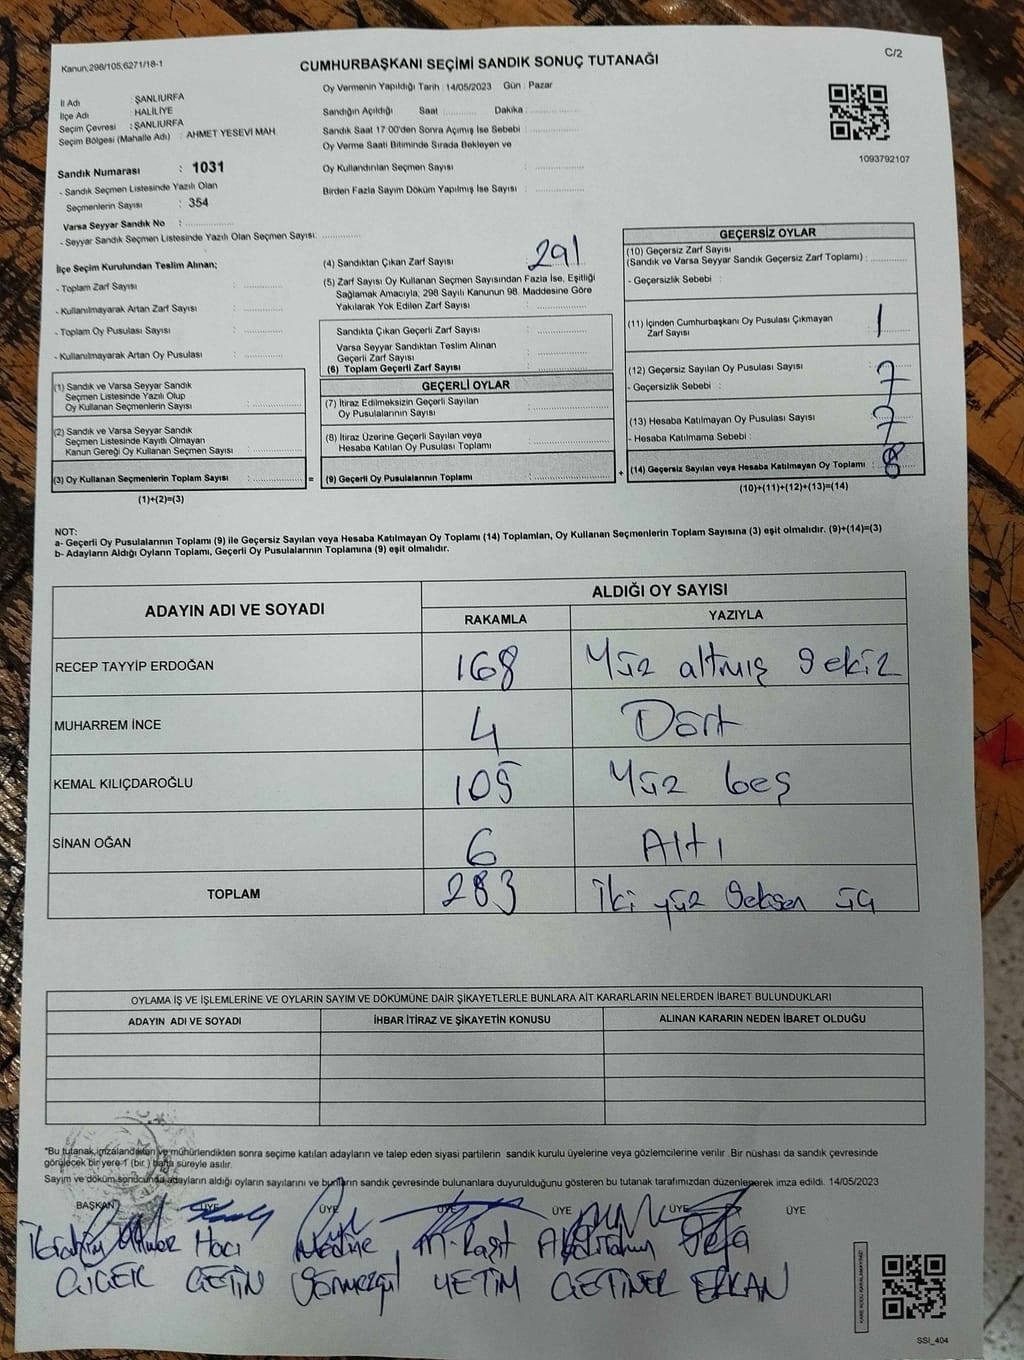 Kanun;298/105;6271/18-1
C/2
CUMHURBAŞKANI SEÇİMİ SANDIK SONUÇ TUTANAĞI
İl Adı : ŞANLIURFA
İlçe Adı : HALİLİYE
Seçim Çevresi : ŞANLIURFA
Seçim Bölgesi (Mahalle Adı) : AHMET YESEVİ MAH.
Sandık Numarası : 1031
- Sandık Seçmen Listesinde Yazılı Olan
Seçmenlerin Sayısı : 354
Varsa Seyyar Sandık No :
- Seyyar Sandık Seçmen Listesinde Yazılı Olan Seçmen Sayısı:
Oy Vermenin Yapıldığı Tarih : 14/05/2023 Gün : Pazar
Sandığın Açıldığı Saat : Dakika :
Sandık Saat 17:00'den Sonra Açımış İse Sebebi :
Oy Verme Saati Bitiminde Sırada Bekleyen ve
Oy Kullandırılan Seçmen Sayısı :
Birden Fazla Sayım Döküm Yapılmış İse Sayısı :
1093792107
İlçe Seçim Kurulundan Teslim Alınan;
- Toplam Zarf Sayısı :
- Kullanılmayarak Artan Zarf Sayısı :
- Toplam Oy Pusulası Sayısı :
- Kullanılmayarak Artan Oy Pusulası :
(1) Sandık ve Varsa Seyyar Sandık
Seçmen Listesinde Yazılı Olup
Oy Kullanan Seçmenlerin Sayısı :
(2) Sandık ve Varsa Seyyar Sandık
Seçmen Listesinde Kayıtlı Olmayan
Kanun Gereği Oy Kullanan Seçmen Sayısı :
(3) Oy Kullanan Seçmenlerin Toplam Sayısı : =
(1)+(2)=(3)
(4) Sandıktan Çıkan Zarf Sayısı : 291
(5) Zarf Sayısı Oy Kullanan Seçmen Sayısından Fazla İse, Eşitliği
Sağlamak Amacıyla; 298 Sayılı Kanunun 98. Maddesine Göre
Yakılarak Yok Edilen Zarf Sayısı :
Sandıkta Çıkan Geçerli Zarf Sayısı :
Varsa Seyyar Sandıktan Teslim Alınan
Geçerli Zarf Sayısı :
(6) Toplam Geçerli Zarf Sayısı :
GEÇERLİ OYLAR
(7) İtiraz Edilmeksizin Geçerli Sayılan
Oy Pusulalarının Sayısı :
(8) İtiraz Üzerine Geçerli Sayılan veya
Hesaba Katılan Oy Pusulası Toplamı :
(9) Geçerli Oy Pusulalarının Toplamı : +
GEÇERSİZ OYLAR
(10) Geçersiz Zarf Sayısı
(Sandık ve Varsa Seyyar Sandık Geçersiz Zarf Toplamı) :
- Geçersizlik Sebebi :
(11) İçinden Cumhurbaşkanı Oy Pusulası Çıkmayan
Zarf Sayısı : 1
(12) Geçersiz Sayılan Oy Pusulası Sayısı : 7
- Geçersizlik Sebebi :
(13) Hesaba Katılmayan Oy Pusulası Sayısı : 7
- Hesaba Katılmama Sebebi :
(14) Geçersiz Sayılan veya Hesaba Katılmayan Oy Toplamı : 8
(10)+(11)+(12)+(13)=(14)
NOT:
a- Geçerli Oy Pusulalarının Toplamı (9) ile Geçersiz Sayılan veya Hesaba Katılmayan Oy Toplamı (14) Toplamları, Oy Kullanan Seçmenlerin Toplam Sayısına (3) eşit olmalıdır. (9)+(14)=(3)
b- Adayların Aldığı Oyların Toplamı, Geçerli Oy Pusulalarının Toplamına (9) eşit olmalıdır.
ADAYIN ADI VE SOYADI ALDIĞI OY SAYISI
RAKAMLA YAZIYLA
RECEP TAYYİP ERDOĞAN 168 Yüz altmış sekiz
MUHARREM İNCE 4 Dört
KEMAL KILIÇDAROĞLU 105 Yüz beş
SİNAN OĞAN 6 Altı
TOPLAM 283 İki yüz seksen üç
OYLAMA İŞ VE İŞLEMLERİNE VE OYLARIN SAYIM VE DÖKÜMÜNE DAİR ŞİKAYETLERLE BUNLARA AİT KARARLARIN NELERDEN İBARET BULUNDUKLARI
ADAYIN ADI VE SOYADI İHBAR İTİRAZ VE ŞİKAYETİN KONUSU ALINAN KARARIN NEDEN İBARET OLDUĞU
"Bu tutanak imzalandıktan ve mühürlendikten sonra seçime katılan adayların ve talep eden siyasi partilerin sandık kurulu üyelerine veya gözlemcilerine verilir. Bir nüshası da sandık çevresinde
görülecek bir yere 1 (bir ) hafta süreyle asılır.
Sayım ve döküm sonucunda adayların aldığı oyların sayılarını ve bunların sandık çevresinde bulunanlara duyurulduğunu gösteren bu tutanak tarafımızdan düzenlenerek imza edildi. 14/05/2023
BAŞKAN ÜYE ÜYE ÜYE ÜYE ÜYE ÜYE
İbrahim Hacı Nedine M. Raşit
ÇİÇEK ÇETİN YETİM ÇETİNER ERKAN
KARE KODU KARALAMAYINIZ!
SSI_404